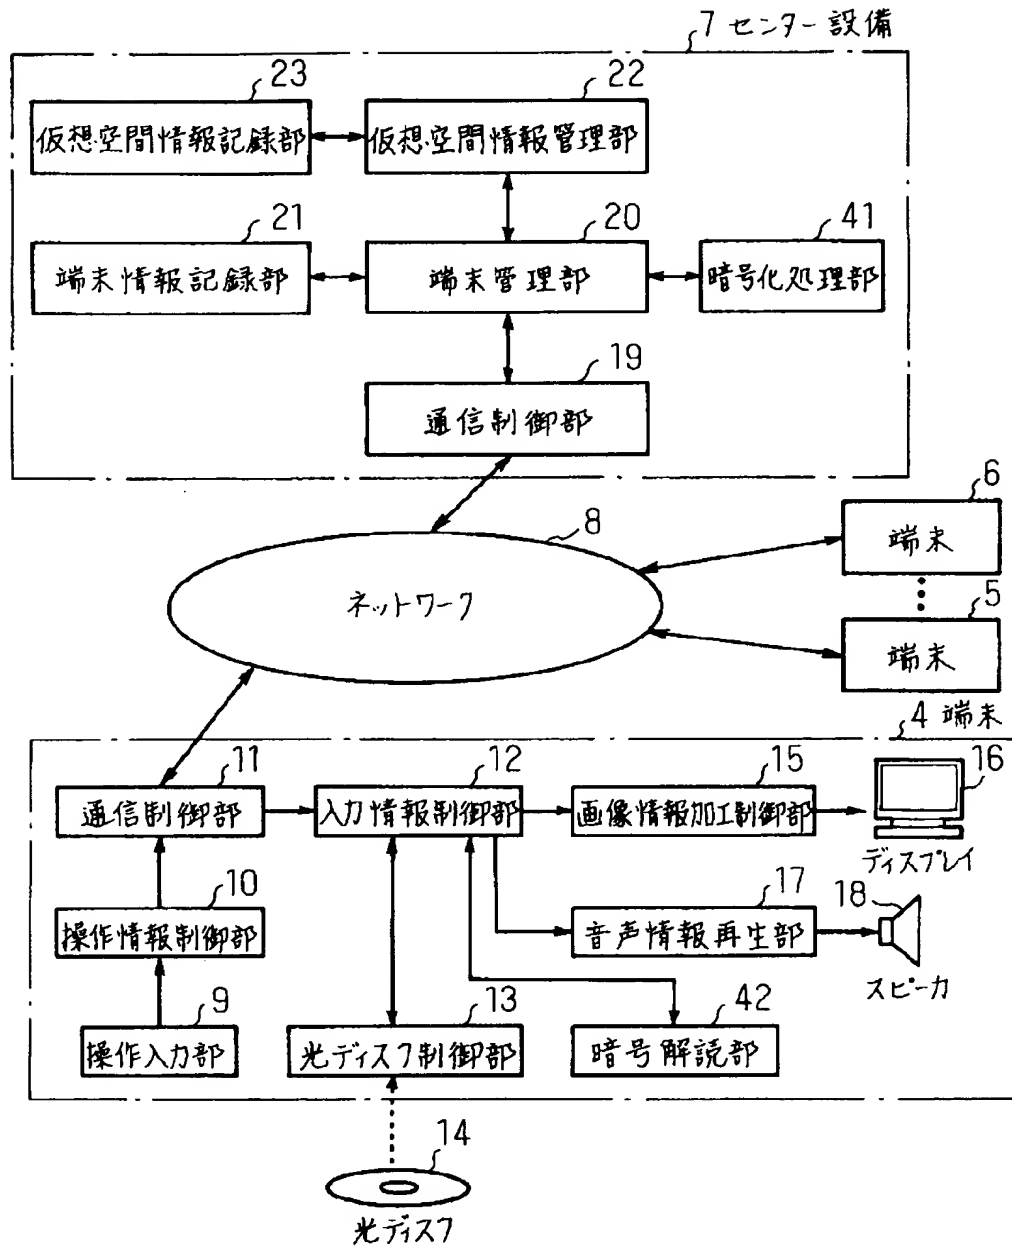 7 センター設備
23
22
仮想空間情報記録部
仮想空間情報管理部
21
20
41
端末情報記録部
端末管理部
暗号化処理部
19
通信制御部
6
端末
8
ネットワーク
5
端末
4 端末
11
12
15
16
通信制御部
入力情報制御部
画像情報加工制御部
ディスプレイ
10
17
18
操作情報制御部
音声情報再生部
スピーカ
9
13
42
操作入力部
光ディスク制御部
暗号解読部
14
光ディスク